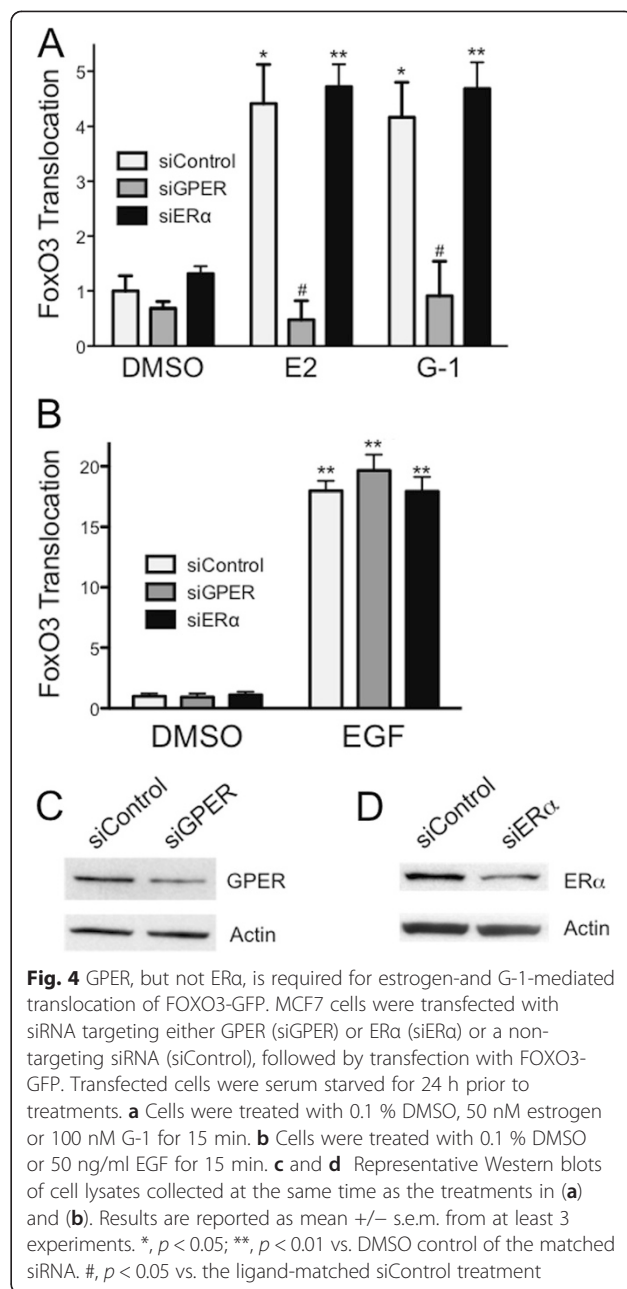 A
FoxO3 Translocation
5
4
3
2
1
0
* ** * **
# #
siControl
siGPER
siERα
DMSO E2 G-1
B
FoxO3 Translocation
20
15
10
5
0
** ** **
siControl
siGPER
siERα
DMSO EGF
C
siControl siGPER
GPER
Actin
D
siControl siERα
ERα
Actin
Fig. 4 GPER, but not ERα, is required for estrogen-and G-1-mediated
translocation of FOXO3-GFP. MCF7 cells were transfected with
siRNA targeting either GPER (siGPER) or ERα (siERα) or a non-
targeting siRNA (siControl), followed by transfection with FOXO3-
GFP. Transfected cells were serum starved for 24 h prior to
treatments. a Cells were treated with 0.1 % DMSO, 50 nM estrogen
or 100 nM G-1 for 15 min. b Cells were treated with 0.1 % DMSO
or 50 ng/ml EGF for 15 min. c and d Representative Western blots
of cell lysates collected at the same time as the treatments in (a)
and (b). Results are reported as mean +/− s.e.m. from at least 3
experiments. *, p < 0.05; **, p < 0.01 vs. DMSO control of the matched
siRNA. #, p < 0.05 vs. the ligand-matched siControl treatment